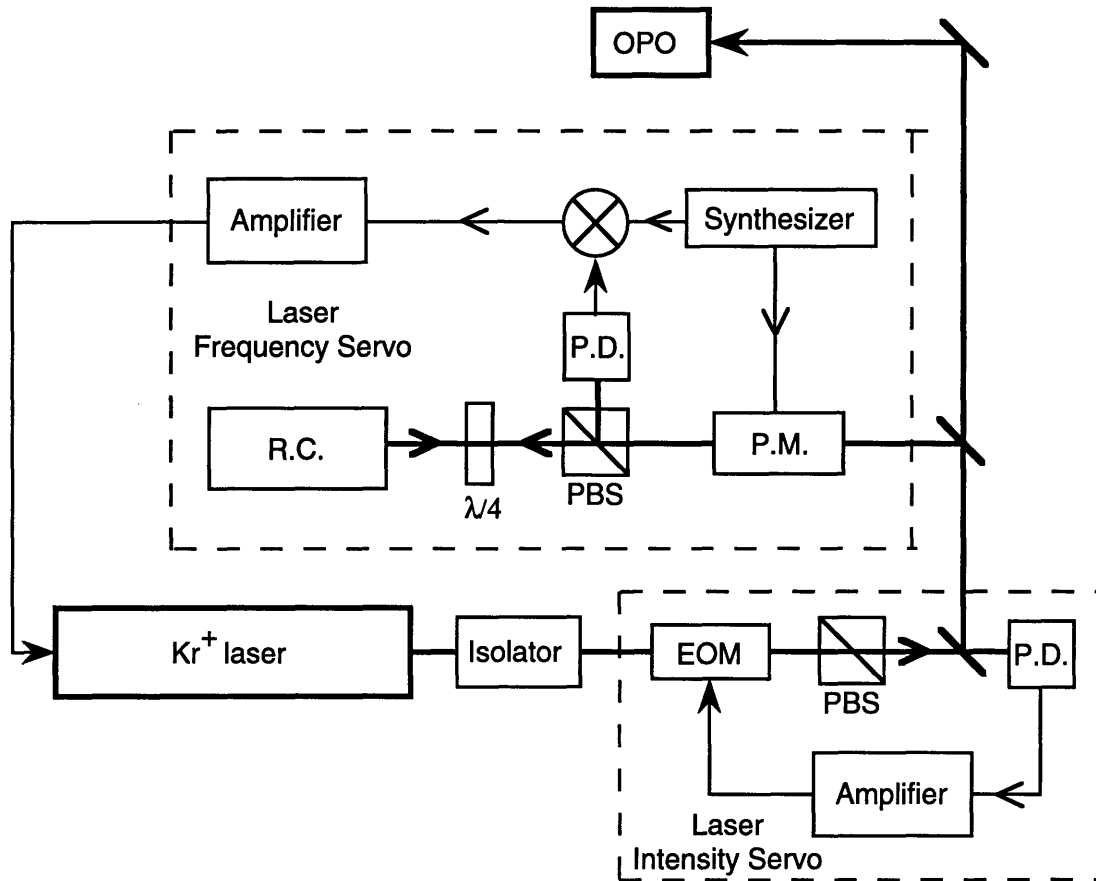 OPO
Amplifier
Synthesizer
Laser
Frequency Servo
P.D.
R.C.
λ/4
PBS
P.M.
Kr+ laser
Isolator
EOM
PBS
P.D.
Amplifier
Laser
Intensity Servo